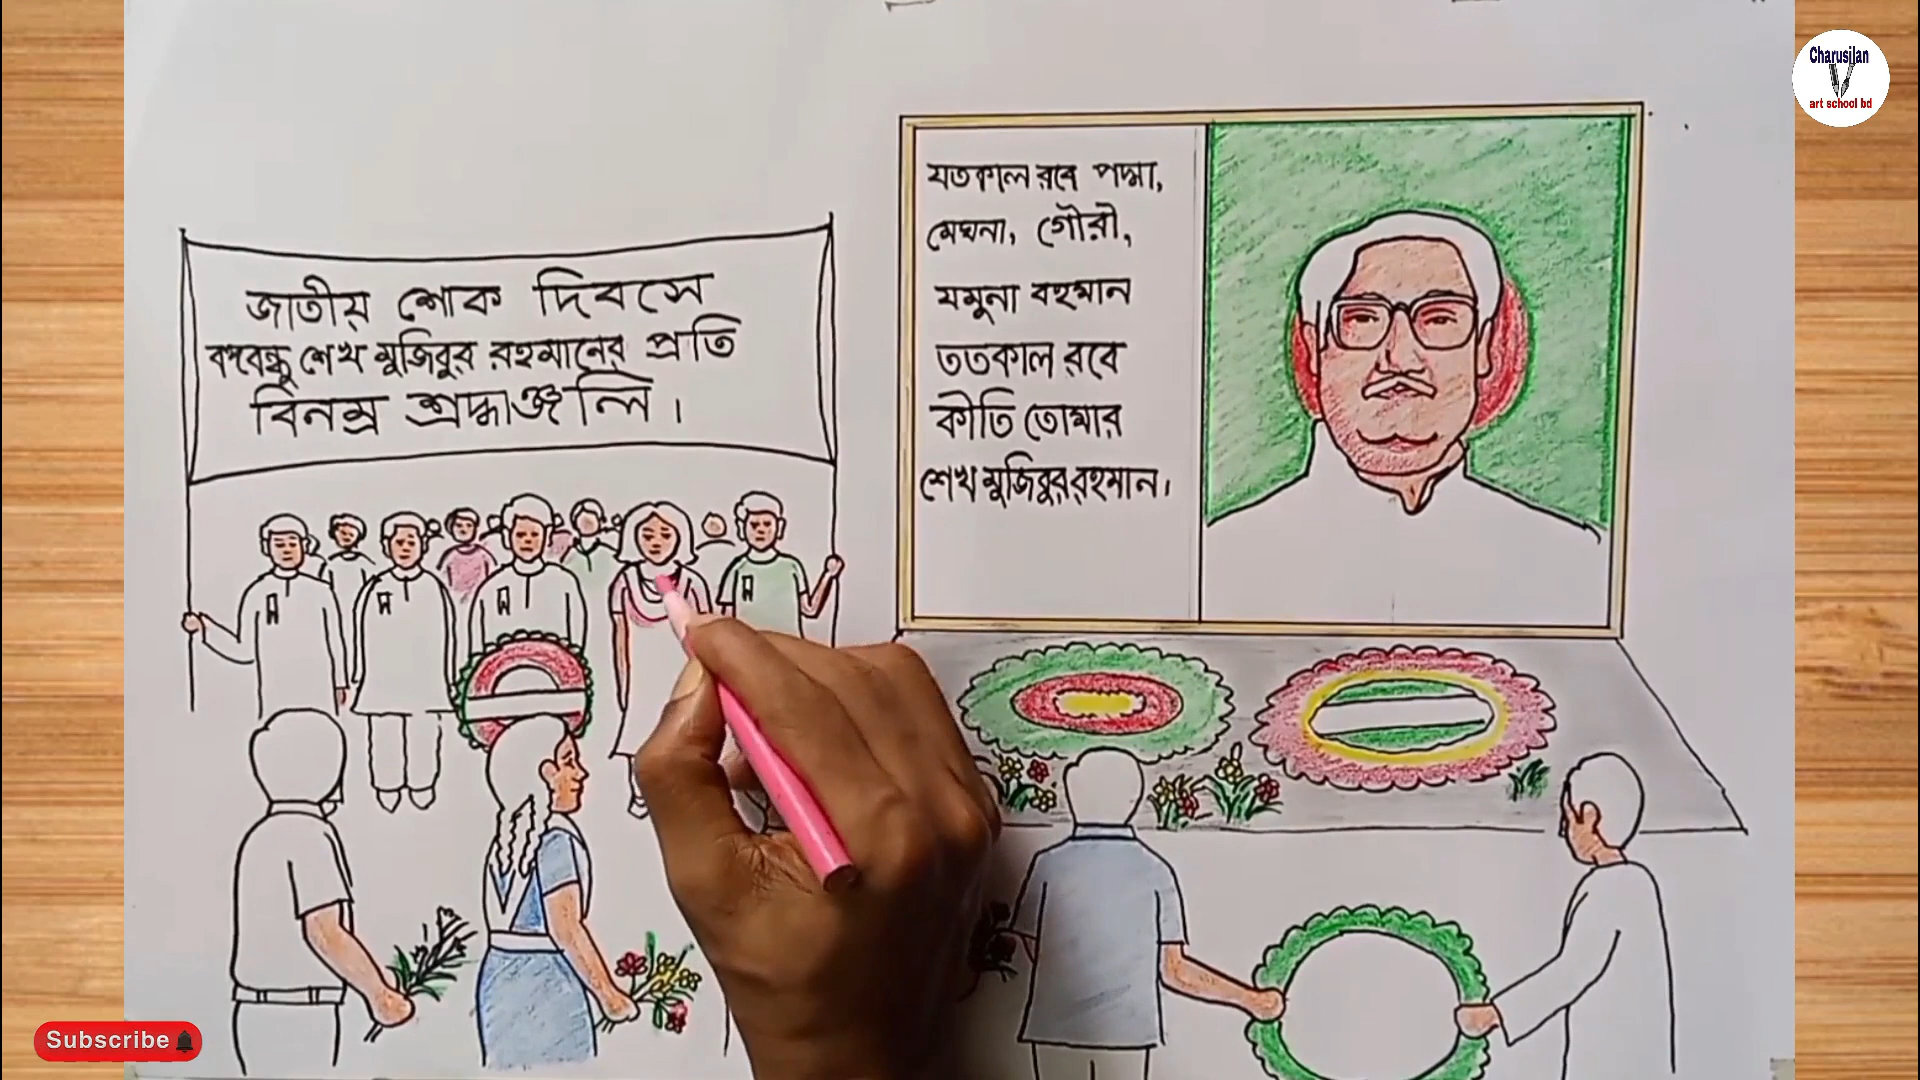 জাতীয় শোক দিবসে
বঙ্গবন্ধু শেখ মুজিবুর রহমানের প্রতি
বিনম্র শ্রদ্ধাঞ্জলি।
যতকাল রবে পদ্মা,
মেঘনা, গৌরী,
যমুনা বহমান
ততকাল রবে
কীর্তি তোমার
শেখ মুজিবুর রহমান।
Charusilan
art school bd
Subscribe